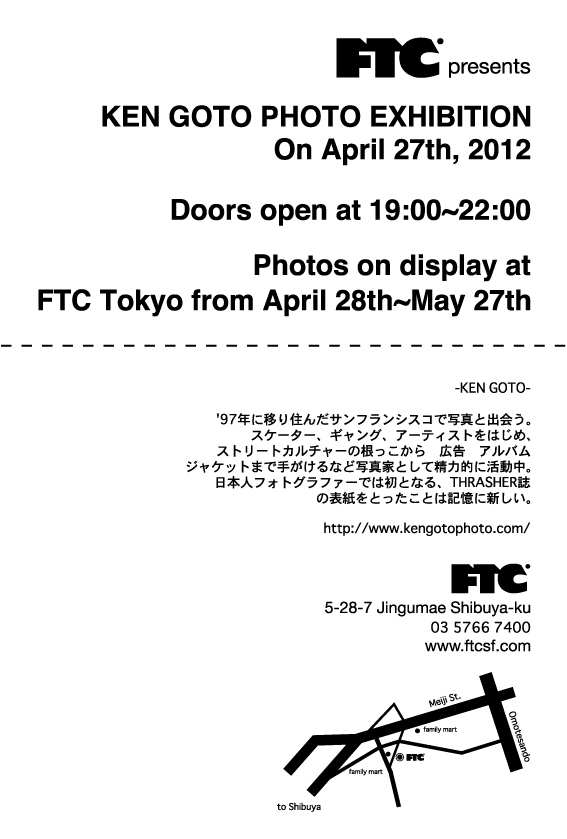 FTC presents
KEN GOTO PHOTO EXHIBITION
On April 27th, 2012
Doors open at 19:00~22:00
Photos on display at
FTC Tokyo from April 28th~May 27th
-KEN GOTO-
'97年に移り住んだサンフランシスコで写真と出会う。
スケーター、ギャング、アーティストをはじめ、
ストリートカルチャーの根っこから　広告　アルバム
ジャケットまで手がけるなど写真家として精力的に活動中。
日本人フォトグラファーでは初となる、THRASHER誌
の表紙をとったことは記憶に新しい。
http://www.kengotophoto.com/
FTC
5-28-7 Jingumae Shibuya-ku
03 5766 7400
www.ftcsf.com
Meiji St.
Omotesando
family mart
FTC
family mart
to Shibuya